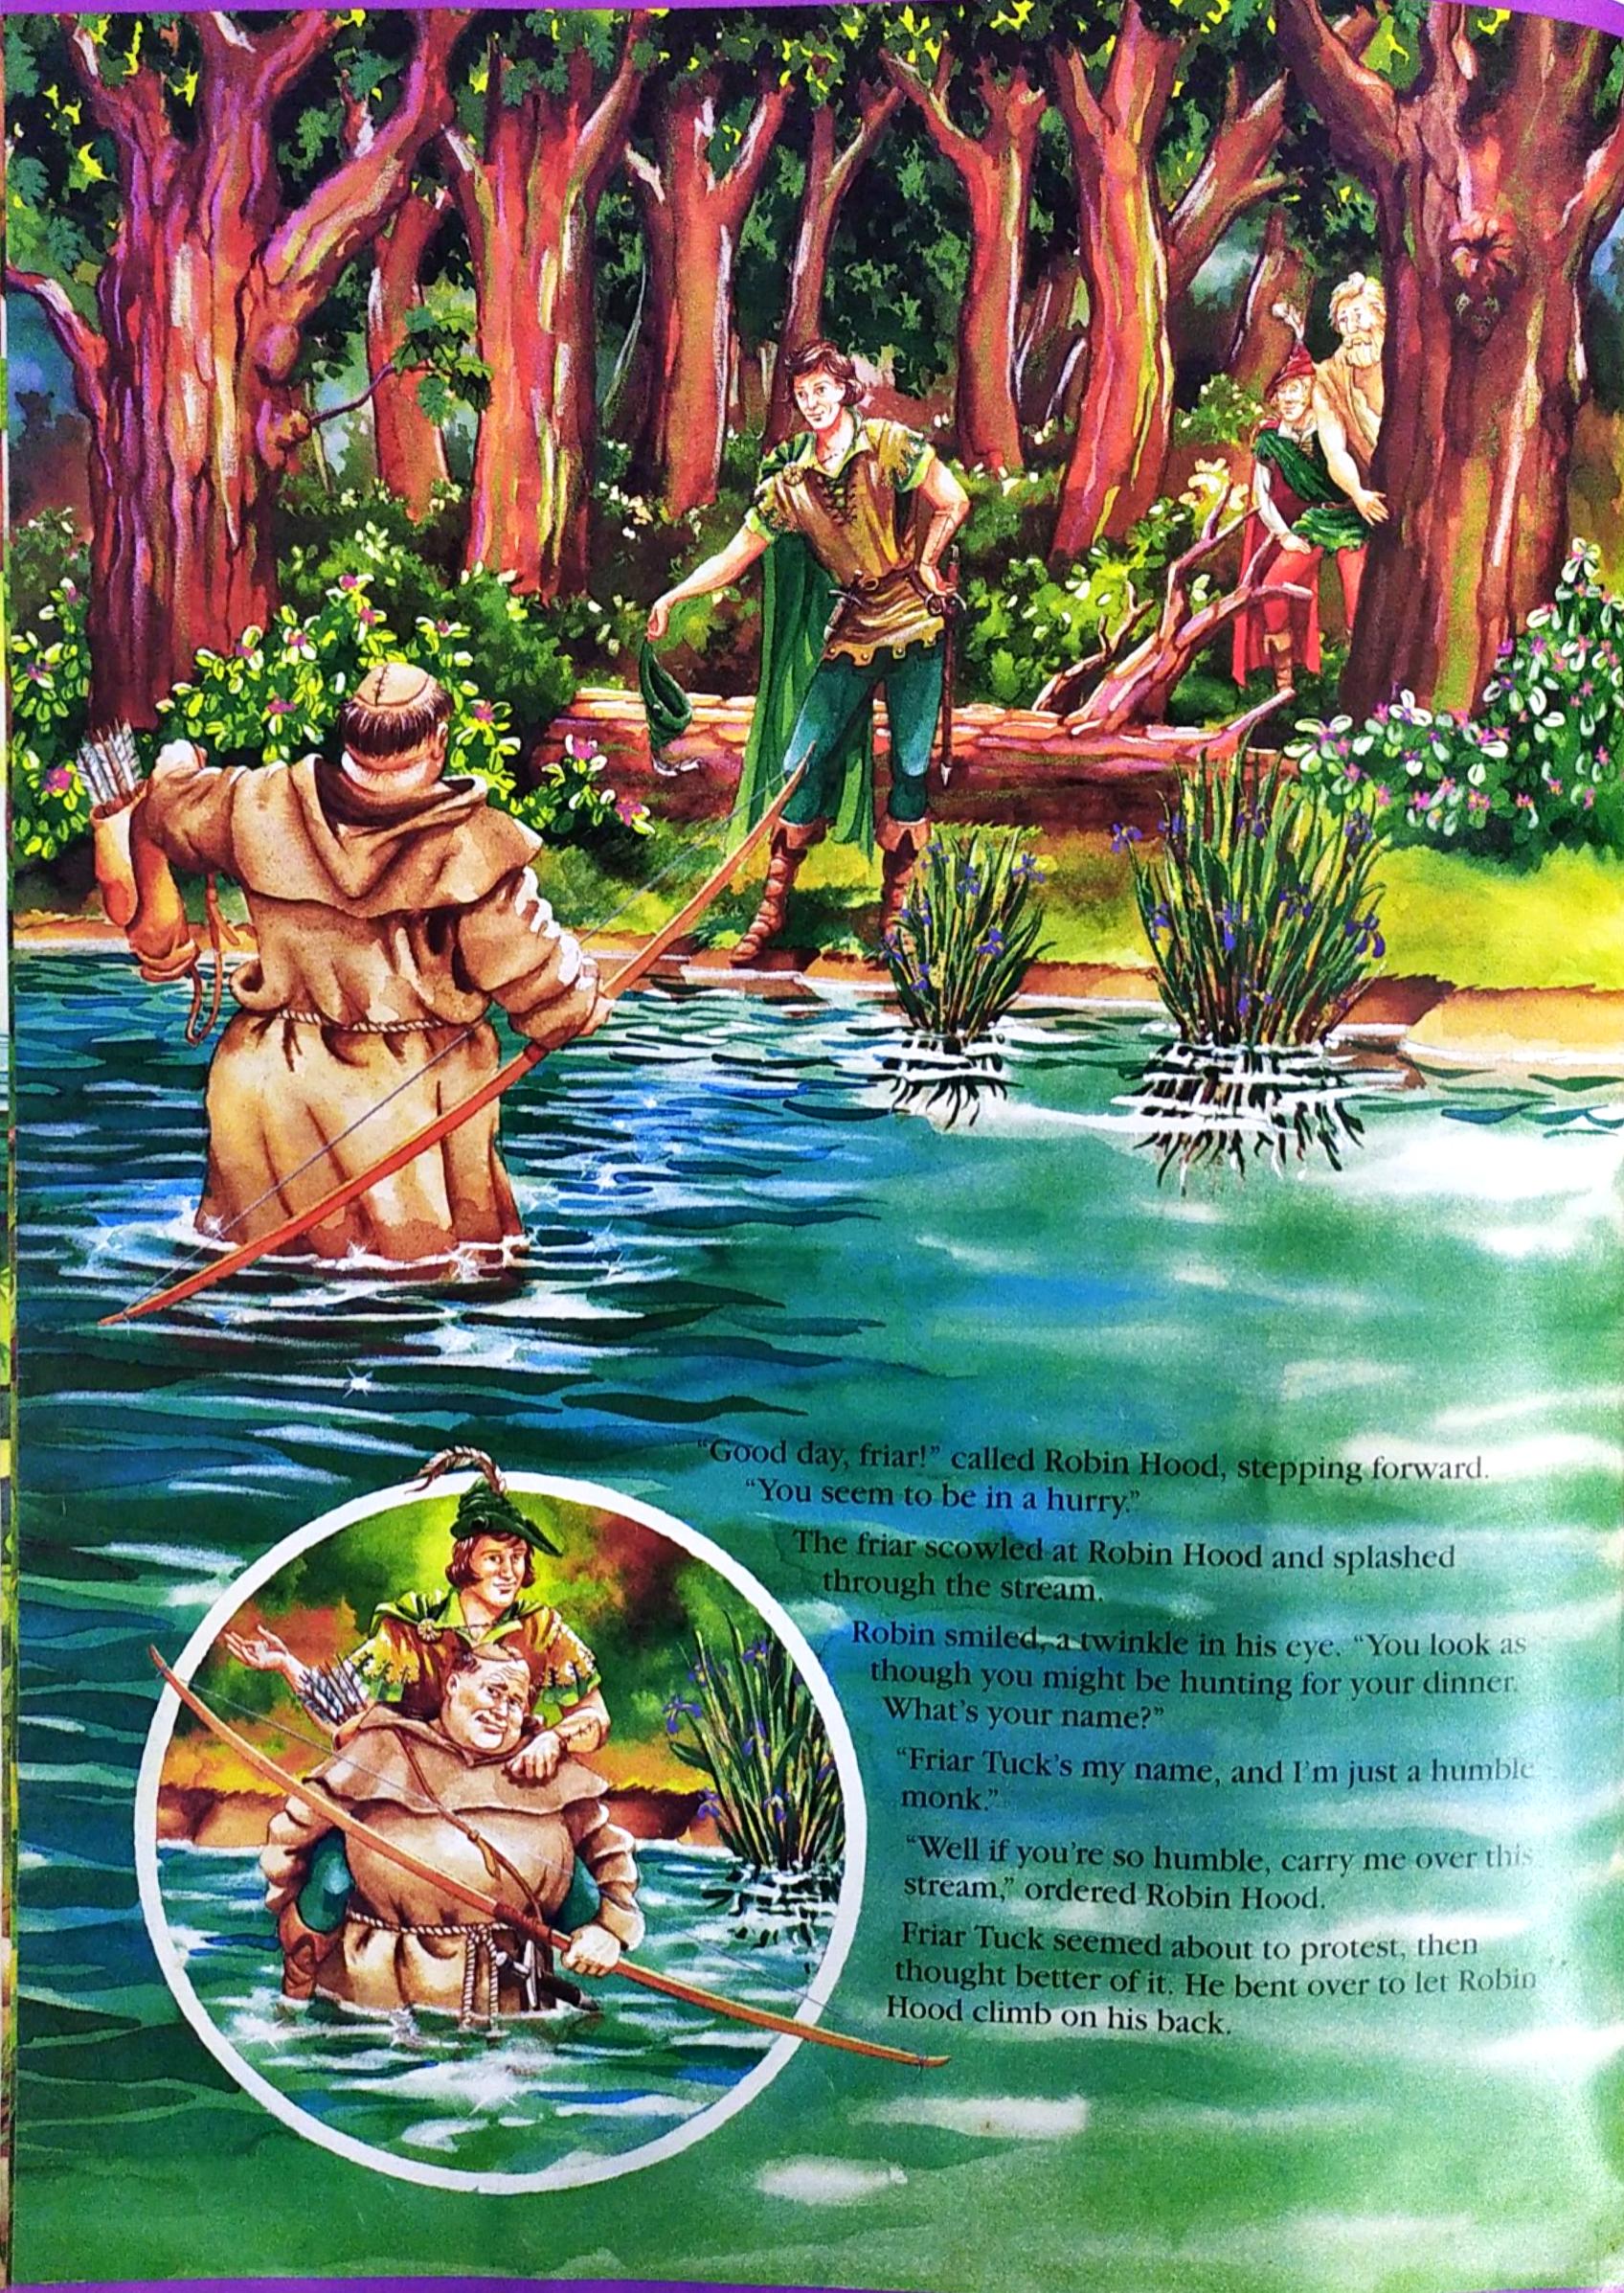 “Good day, friar!” called Robin Hood, stepping forward.
“You seem to be in a hurry.”
The friar scowled at Robin Hood and splashed
through the stream.
Robin smiled, a twinkle in his eye. “You look as
though you might be hunting for your dinner.
What’s your name?”
“Friar Tuck’s my name, and I’m just a humble
monk.”
“Well if you’re so humble, carry me over this
stream,” ordered Robin Hood.
Friar Tuck seemed about to protest, then
thought better of it. He bent over to let Robin
Hood climb on his back.